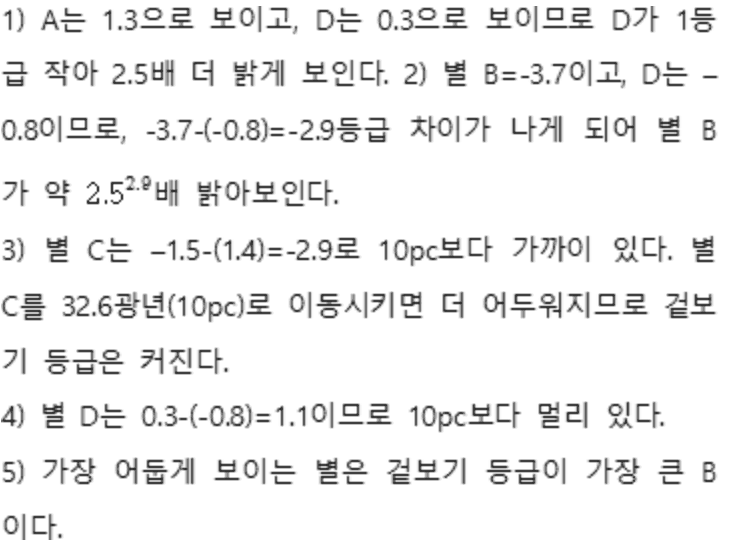 1) A는 1.3으로 보이고, D는 0.3으로 보이므로 D가 1등
급 작아 2.5배 더 밝게 보인다. 2) 별 B=-3.7이고, D는 –
0.8이므로, -3.7-(-0.8)=-2.9등급 차이가 나게 되어 별 B
가 약 2.5^2.9배 밝아보인다.
3) 별 C는 –1.5-(1.4)=-2.9로 10pc보다 가까이 있다. 별
C를 32.6광년(10pc)로 이동시키면 더 어두워지므로 겉보
기 등급은 커진다.
4) 별 D는 0.3-(-0.8)=1.1이므로 10pc보다 멀리 있다.
5) 가장 어둡게 보이는 별은 겉보기 등급이 가장 큰 B
이다.